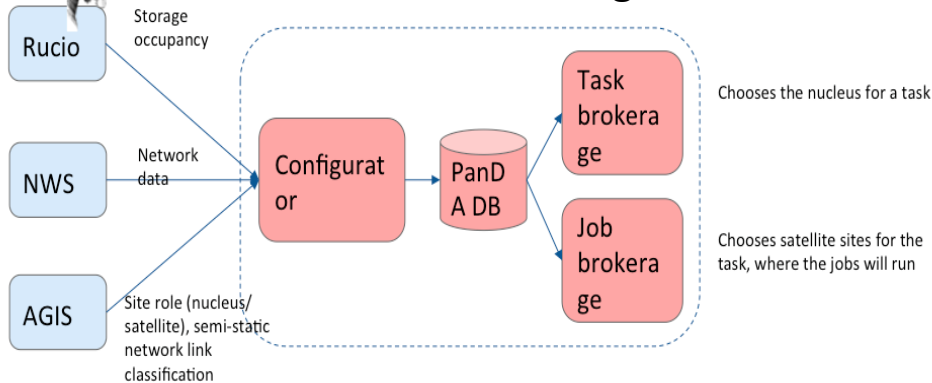 Rucio
Storage
occupancy
NWS
Network
data
AGIS
Site role (nucleus/
satellite), semi-static
network link
classification
Configurat
or
PanD
A DB
Task
brokera
ge
Chooses the nucleus for a task
Job
brokera
ge
Chooses satellite sites for the
task, where the jobs will run